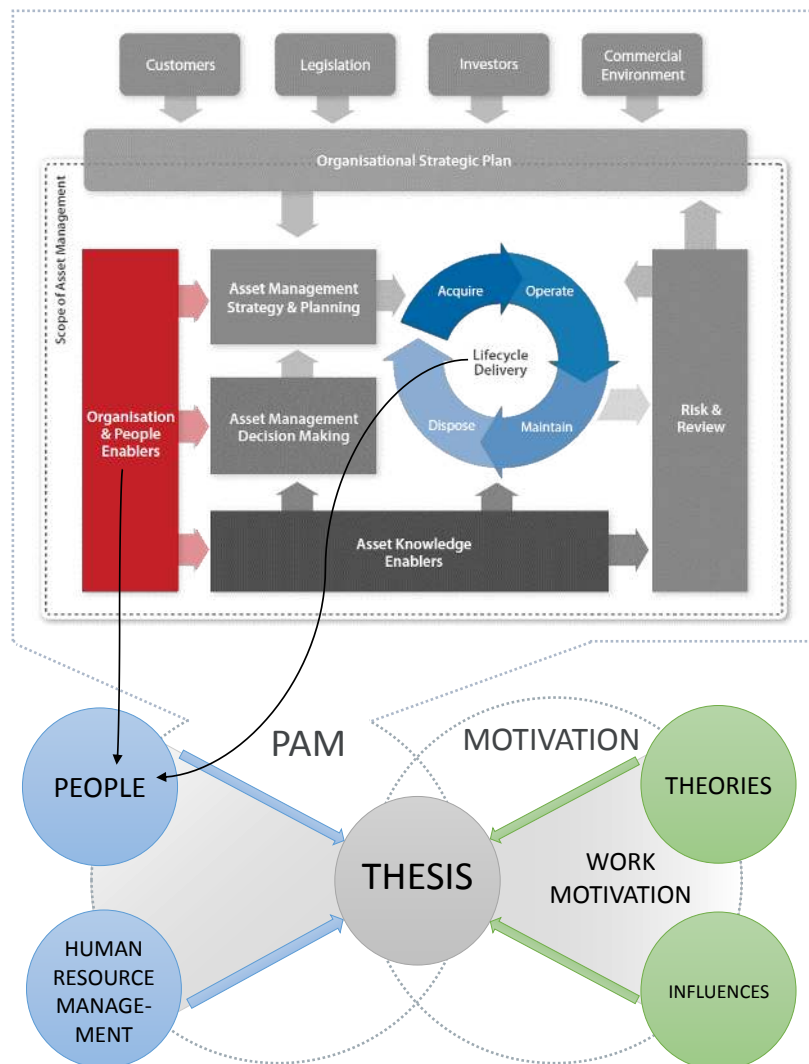 Customers
Legislation
Investors
Commercial
Environment
Organisational Strategic Plan
Scope of Asset Management
Asset Management
Strategy & Planning
Acquire
Operate
Lifecycle
Delivery
Organisation
& People
Enablers
Asset Management
Decision Making
Dispose
Maintain
Risk &
Review
Asset Knowledge
Enablers
PAM
MOTIVATION
PEOPLE
THEORIES
THESIS
WORK
MOTIVATION
HUMAN
RESOURCE
MANAGE-
MENT
INFLUENCES